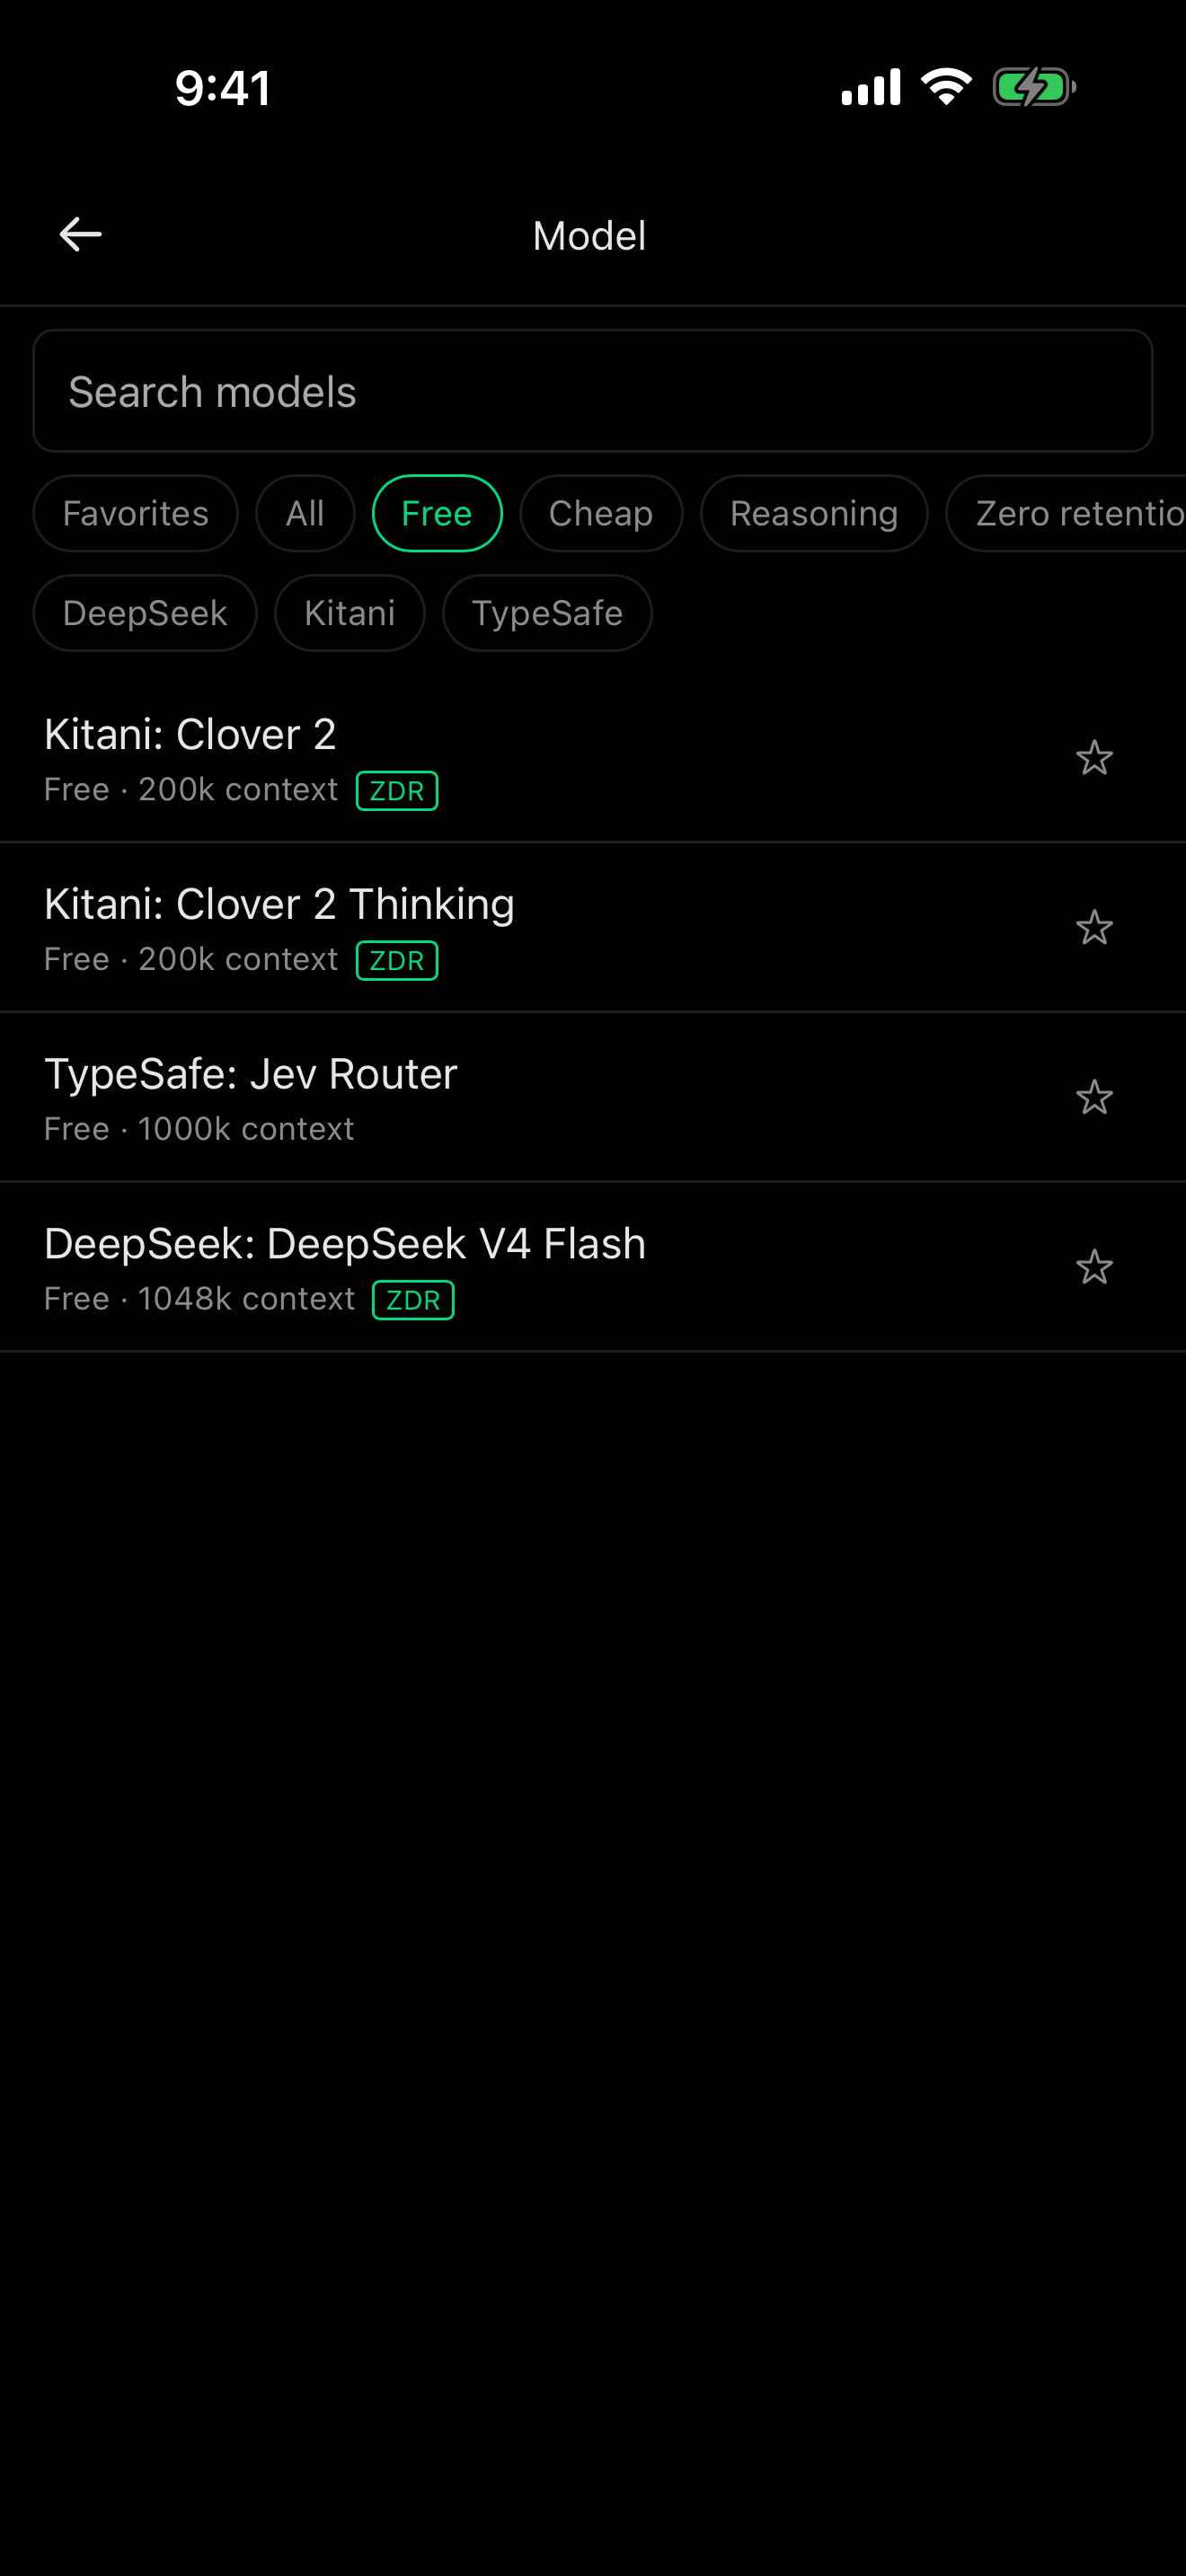 9:41
Model
Search models
Favorites All Free Cheap Reasoning Zero retentio
DeepSeek Kitani TypeSafe
Kitani: Clover 2
Free · 200k context ZDR
Kitani: Clover 2 Thinking
Free · 200k context ZDR
TypeSafe: Jev Router
Free · 1000k context
DeepSeek: DeepSeek V4 Flash
Free · 1048k context ZDR